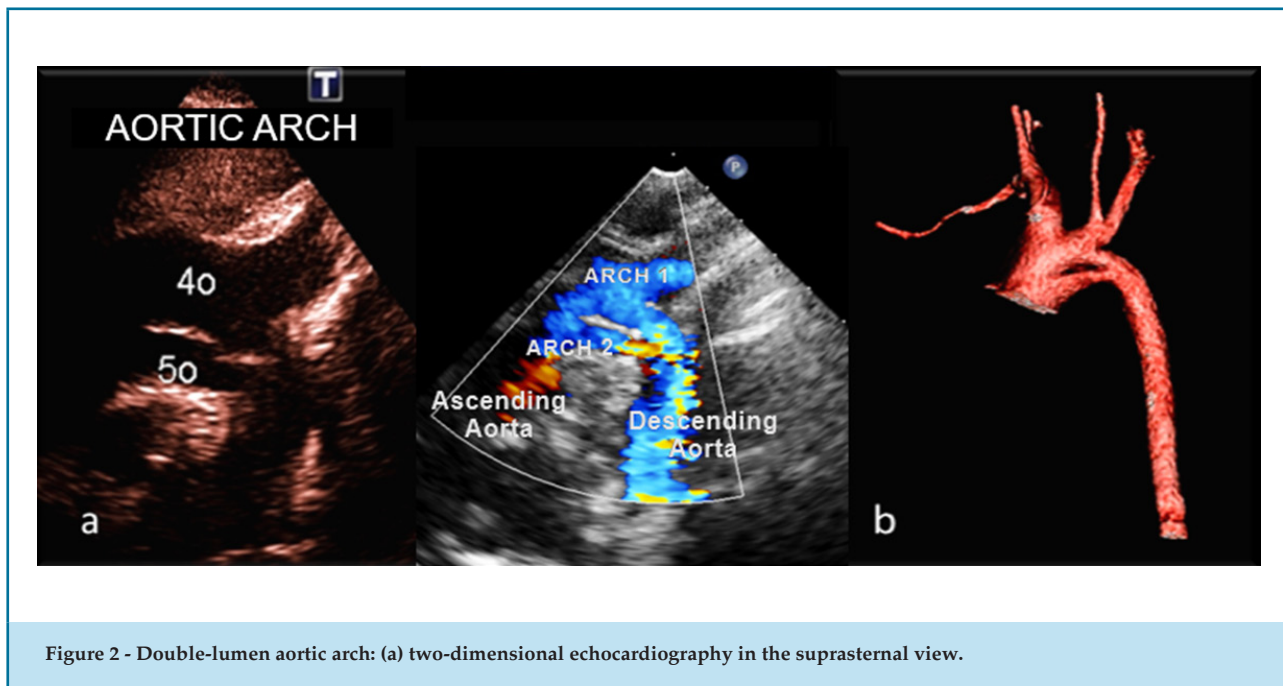 T
AORTIC ARCH
4o
5o
a
P
ARCH 1
ARCH 2
Ascending
Aorta
Descending
Aorta
b
Figure 2 - Double-lumen aortic arch: (a) two-dimensional echocardiography in the suprasternal view.